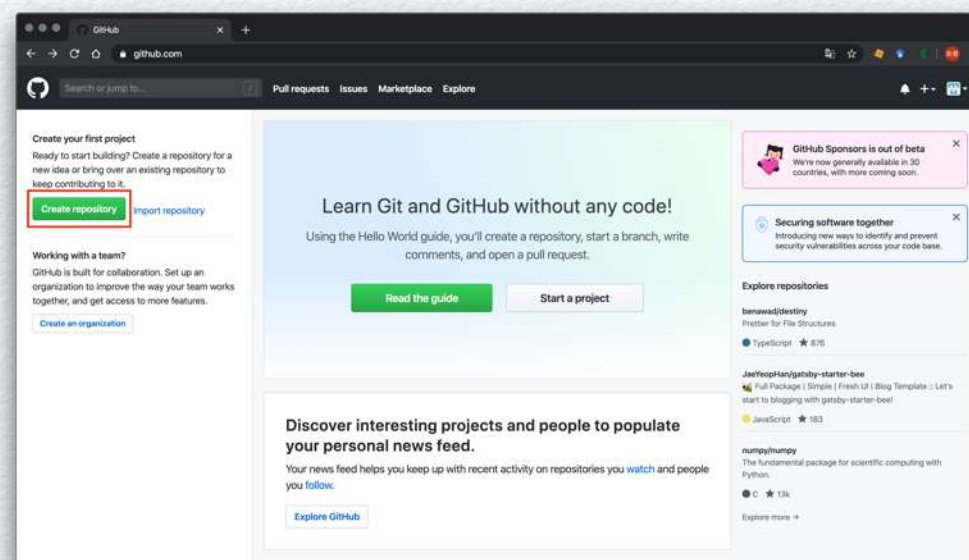 GitHub
github.com
Search or jump to...
/
Pull requests Issues Marketplace Explore
Create your first project
Ready to start building? Create a repository for a
new idea or bring over an existing repository to
keep contributing to it.
Create repository
Import repository
Working with a team?
GitHub is built for collaboration. Set up an
organization to improve the way your team works
together, and get access to more features.
Create an organization
Learn Git and GitHub without any code!
Using the Hello World guide, you'll create a repository, start a branch, write
comments, and open a pull request.
Read the guide
Start a project
Discover interesting projects and people to populate
your personal news feed.
Your news feed helps you keep up with recent activity on repositories you watch and people
you follow.
Explore GitHub
GitHub Sponsors is out of beta
We're now generally available in 30
countries, with more coming soon.
Securing software together
Introducing new ways to identify and prevent
security vulnerabilities across your code base.
Explore repositories
benawad/destiny
Prettier for File Structures
TypeScript ★ 876
JaeYeopHan/gatsby-starter-bee
🐝 Full Package | Simple | Fresh UI | Blog Template :: Let's
start to blogging with gatsby-starter-bee!
JavaScript ★ 183
numpy/numpy
The fundamental package for scientific computing with
Python.
C ★ 13k
Explore more →